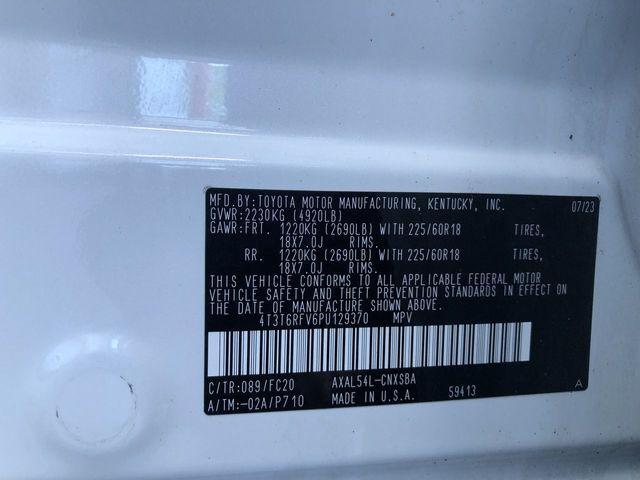 MFD.BY:TOYOTA MOTOR MANUFACTURING, KENTUCKY, INC. 07/23
GVWR:2230KG (4920LB)
GAWR:FRT. 1220KG (2690LB) WITH 225/60R18 TIRES,
18X7.0J RIMS.
RR. 1220KG (2690LB) WITH 225/60R18 TIRES,
18X7.0J RIMS.
THIS VEHICLE CONFORMS TO ALL APPLICABLE FEDERAL MOTOR
VEHICLE SAFETY AND THEFT PREVENTION STANDARDS IN EFFECT ON
THE DATE OF MANUFACTURE SHOWN ABOVE.
4T3T6RFV6PU129370 MPV
C/TR:089/FC20 AXAL54L-CNXSBA
A/TM:-02A/P710 MADE IN U.S.A. 59413 A